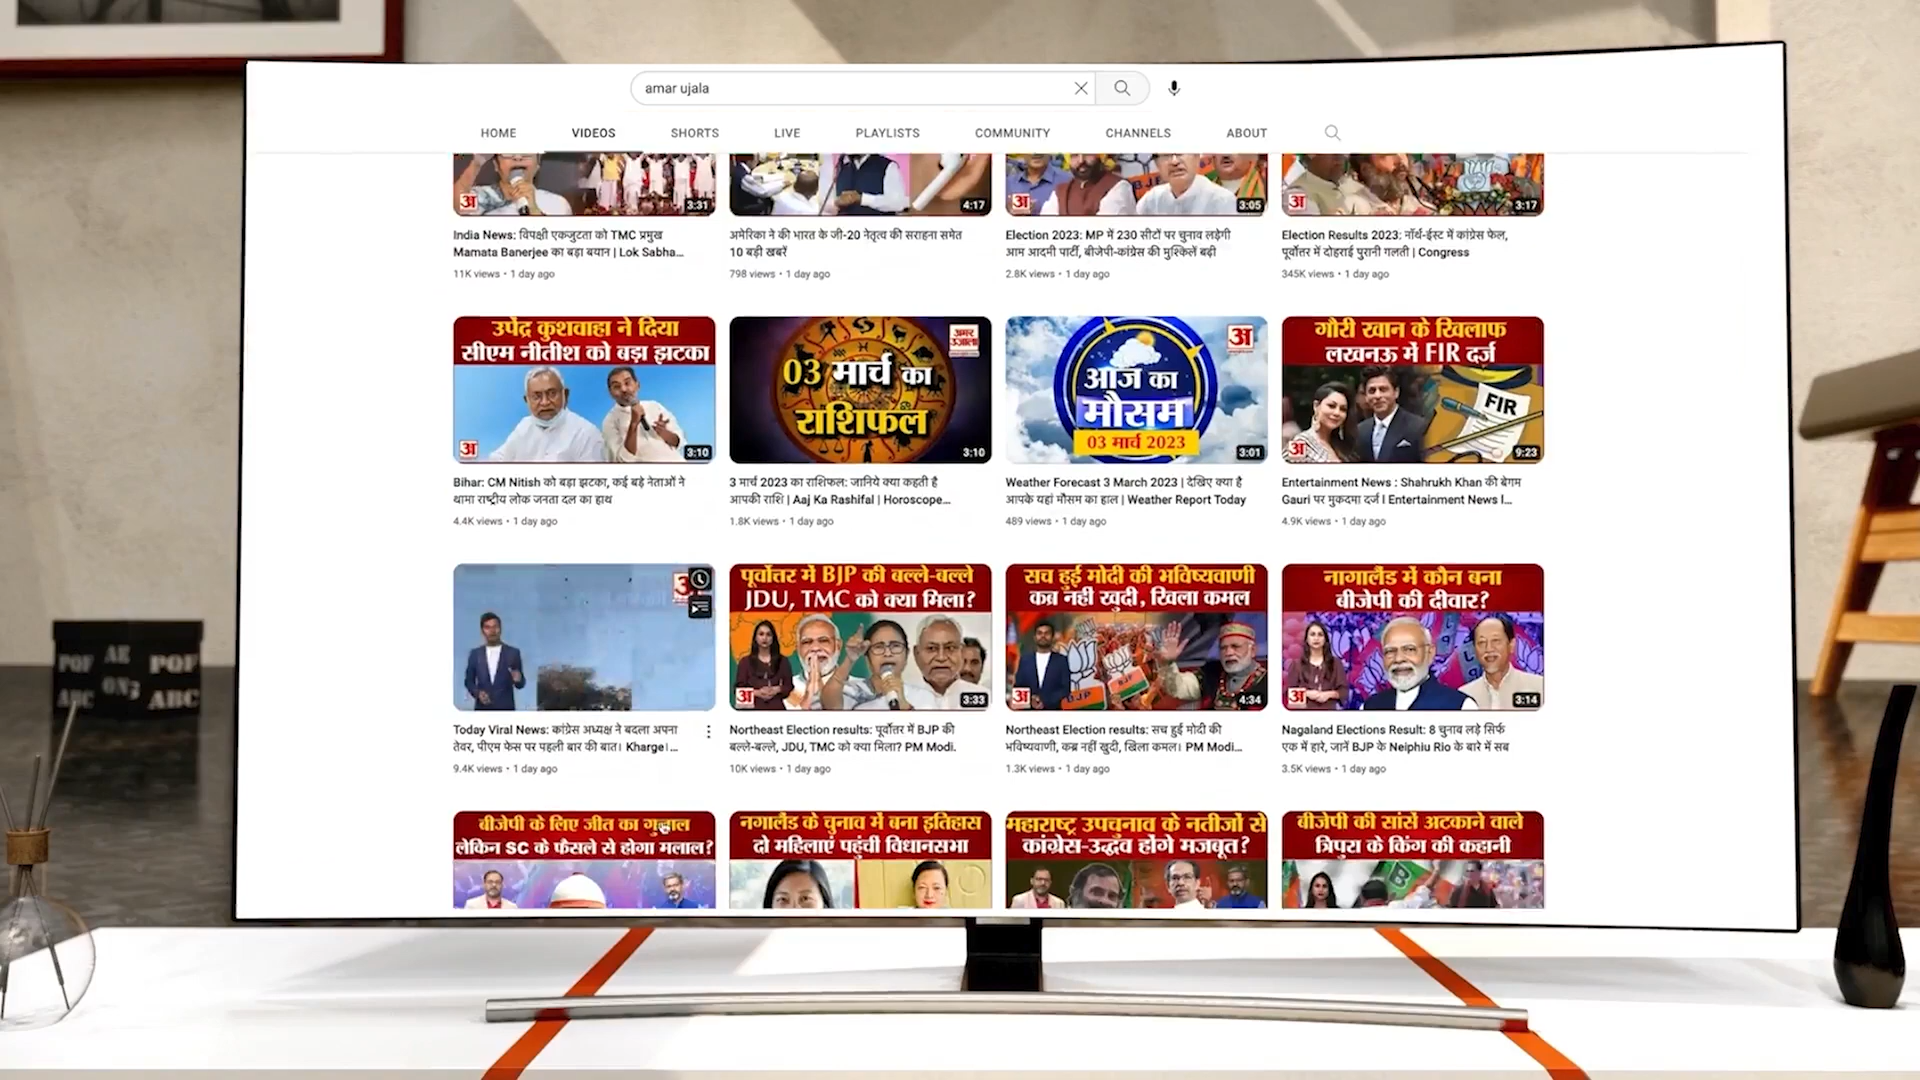 amar ujala
HOME VIDEOS SHORTS LIVE PLAYLISTS COMMUNITY CHANNELS ABOUT
अ 3:31
4:17
अ BJP 3:05
अ 3:17
India News: विपक्षी एकजुटता को TMC प्रमुख
Mamata Banerjee का बड़ा बयान | Lok Sabha...
11K views • 1 day ago
अमेरिका ने की भारत के जी-20 नेतृत्व की सराहना समेत
10 बड़ी खबरें
798 views • 1 day ago
Election 2023: MP में 230 सीटों पर चुनाव लड़ेगी
आम आदमी पार्टी, बीजेपी-कांग्रेस की मुश्किलें बढ़ी
2.8K views • 1 day ago
Election Results 2023: नॉर्थ-ईस्ट में कांग्रेस फेल,
पूर्वोत्तर में दोहराई पुरानी गलती | Congress
345K views • 1 day ago
उपेंद्र कुशवाहा ने दिया
सीएम नीतीश को बड़ा झटका
अ 3:10
अमर उजाला
03 मार्च का
राशिफल
3:10
अ
आज का
मौसम
03 मार्च 2023
3:01
गौरी खान के खिलाफ
लखनऊ में FIR दर्ज
FIR
अ 9:23
Bihar: CM Nitish को बड़ा झटका, कई बड़े नेताओं ने
थामा राष्ट्रीय लोक जनता दल का हाथ
4.4K views • 1 day ago
3 मार्च 2023 का राशिफल: जानिये क्या कहती है
आपकी राशि | Aaj Ka Rashifal | Horoscope...
1.8K views • 1 day ago
Weather Forecast 3 March 2023 | देखिए क्या है
आपके यहां मौसम का हाल | Weather Report Today
489 views • 1 day ago
Entertainment News : Shahrukh Khan की बेगम
Gauri पर मुकदमा दर्ज l Entertainment News l...
4.9K views • 1 day ago
पूर्वोत्तर में BJP की बल्ले-बल्ले
JDU, TMC को क्या मिला?
अ 3:33
सच हुई मोदी की भविष्यवाणी
कब्र नहीं खुदी, खिला कमल
BJP BJP
अ 4:34
नागालैंड में कौन बना
बीजेपी की दीवार?
अ 3:14
Today Viral News: कांग्रेस अध्यक्ष ने बदला अपना
तेवर, पीएम फेस पर पहली बार की बात। Kharge।...
9.4K views • 1 day ago
Northeast Election results: पूर्वोत्तर में BJP की
बल्ले-बल्ले, JDU, TMC को क्या मिला? PM Modi.
10K views • 1 day ago
Northeast Election results: सच हुई मोदी की
भविष्यवाणी, कब्र नहीं खुदी, खिला कमल। PM Modi...
1.3K views • 1 day ago
Nagaland Elections Result: 8 चुनाव लड़े सिर्फ
एक में हारे, जानें BJP के Neiphiu Rio के बारे में सब
3.5K views • 1 day ago
बीजेपी के लिए जीत का गुलाल
लेकिन SC के फैसले से होगा मलाल?
नगालैंड के चुनाव में बना इतिहास
दो महिलाएं पहुंचीं विधानसभा
महाराष्ट्र उपचुनाव के नतीजों से
कांग्रेस-उद्धव होंगे मजबूत?
बीजेपी की सांसें अटकाने वाले
त्रिपुरा के किंग की कहानी
ABC
ABC